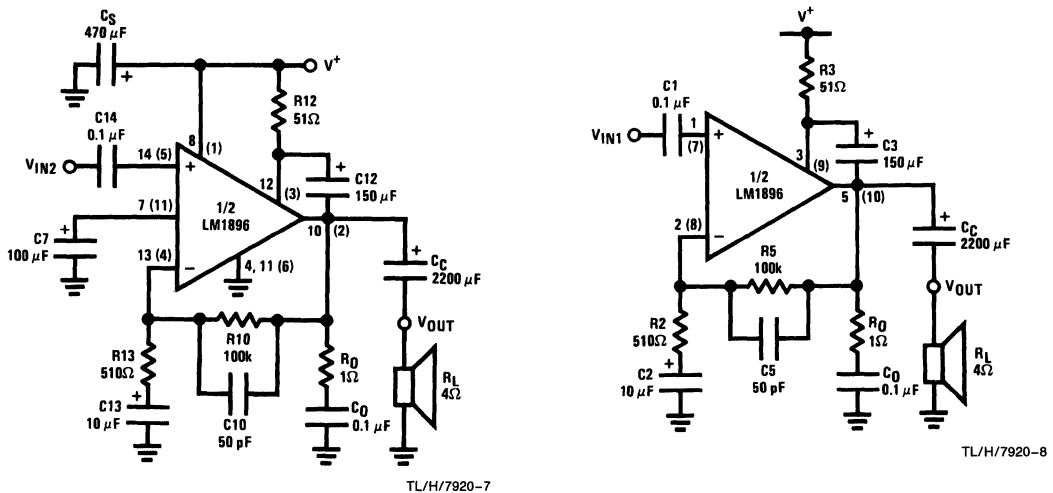 CS
470 µF
+
V+
R12
51Ω
C14
0.1 µF
VIN2
14 (5)
+
8
(1)
12
(3)
+
C12
150 µF
7 (11)
1/2
LM1896
10
(2)
+
C7
100 µF
13 (4)
−
4, 11 (6)
+
CC
2200 µF
VOUT
R10
100k
R13
510Ω
RO
1Ω
RL
4Ω
+
C13
10 µF
C10
50 pF
CO
0.1 µF
TL/H/7920-7
V+
R3
51Ω
C1
0.1 µF
VIN1
1
(7)
+
3
(9)
+
C3
150 µF
1/2
LM1896
5
(10)
2 (8)
−
+
CC
2200 µF
R5
100k
VOUT
R2
510Ω
RO
1Ω
RL
4Ω
+
C2
10 µF
C5
50 pF
CO
0.1 µF
TL/H/7920-8